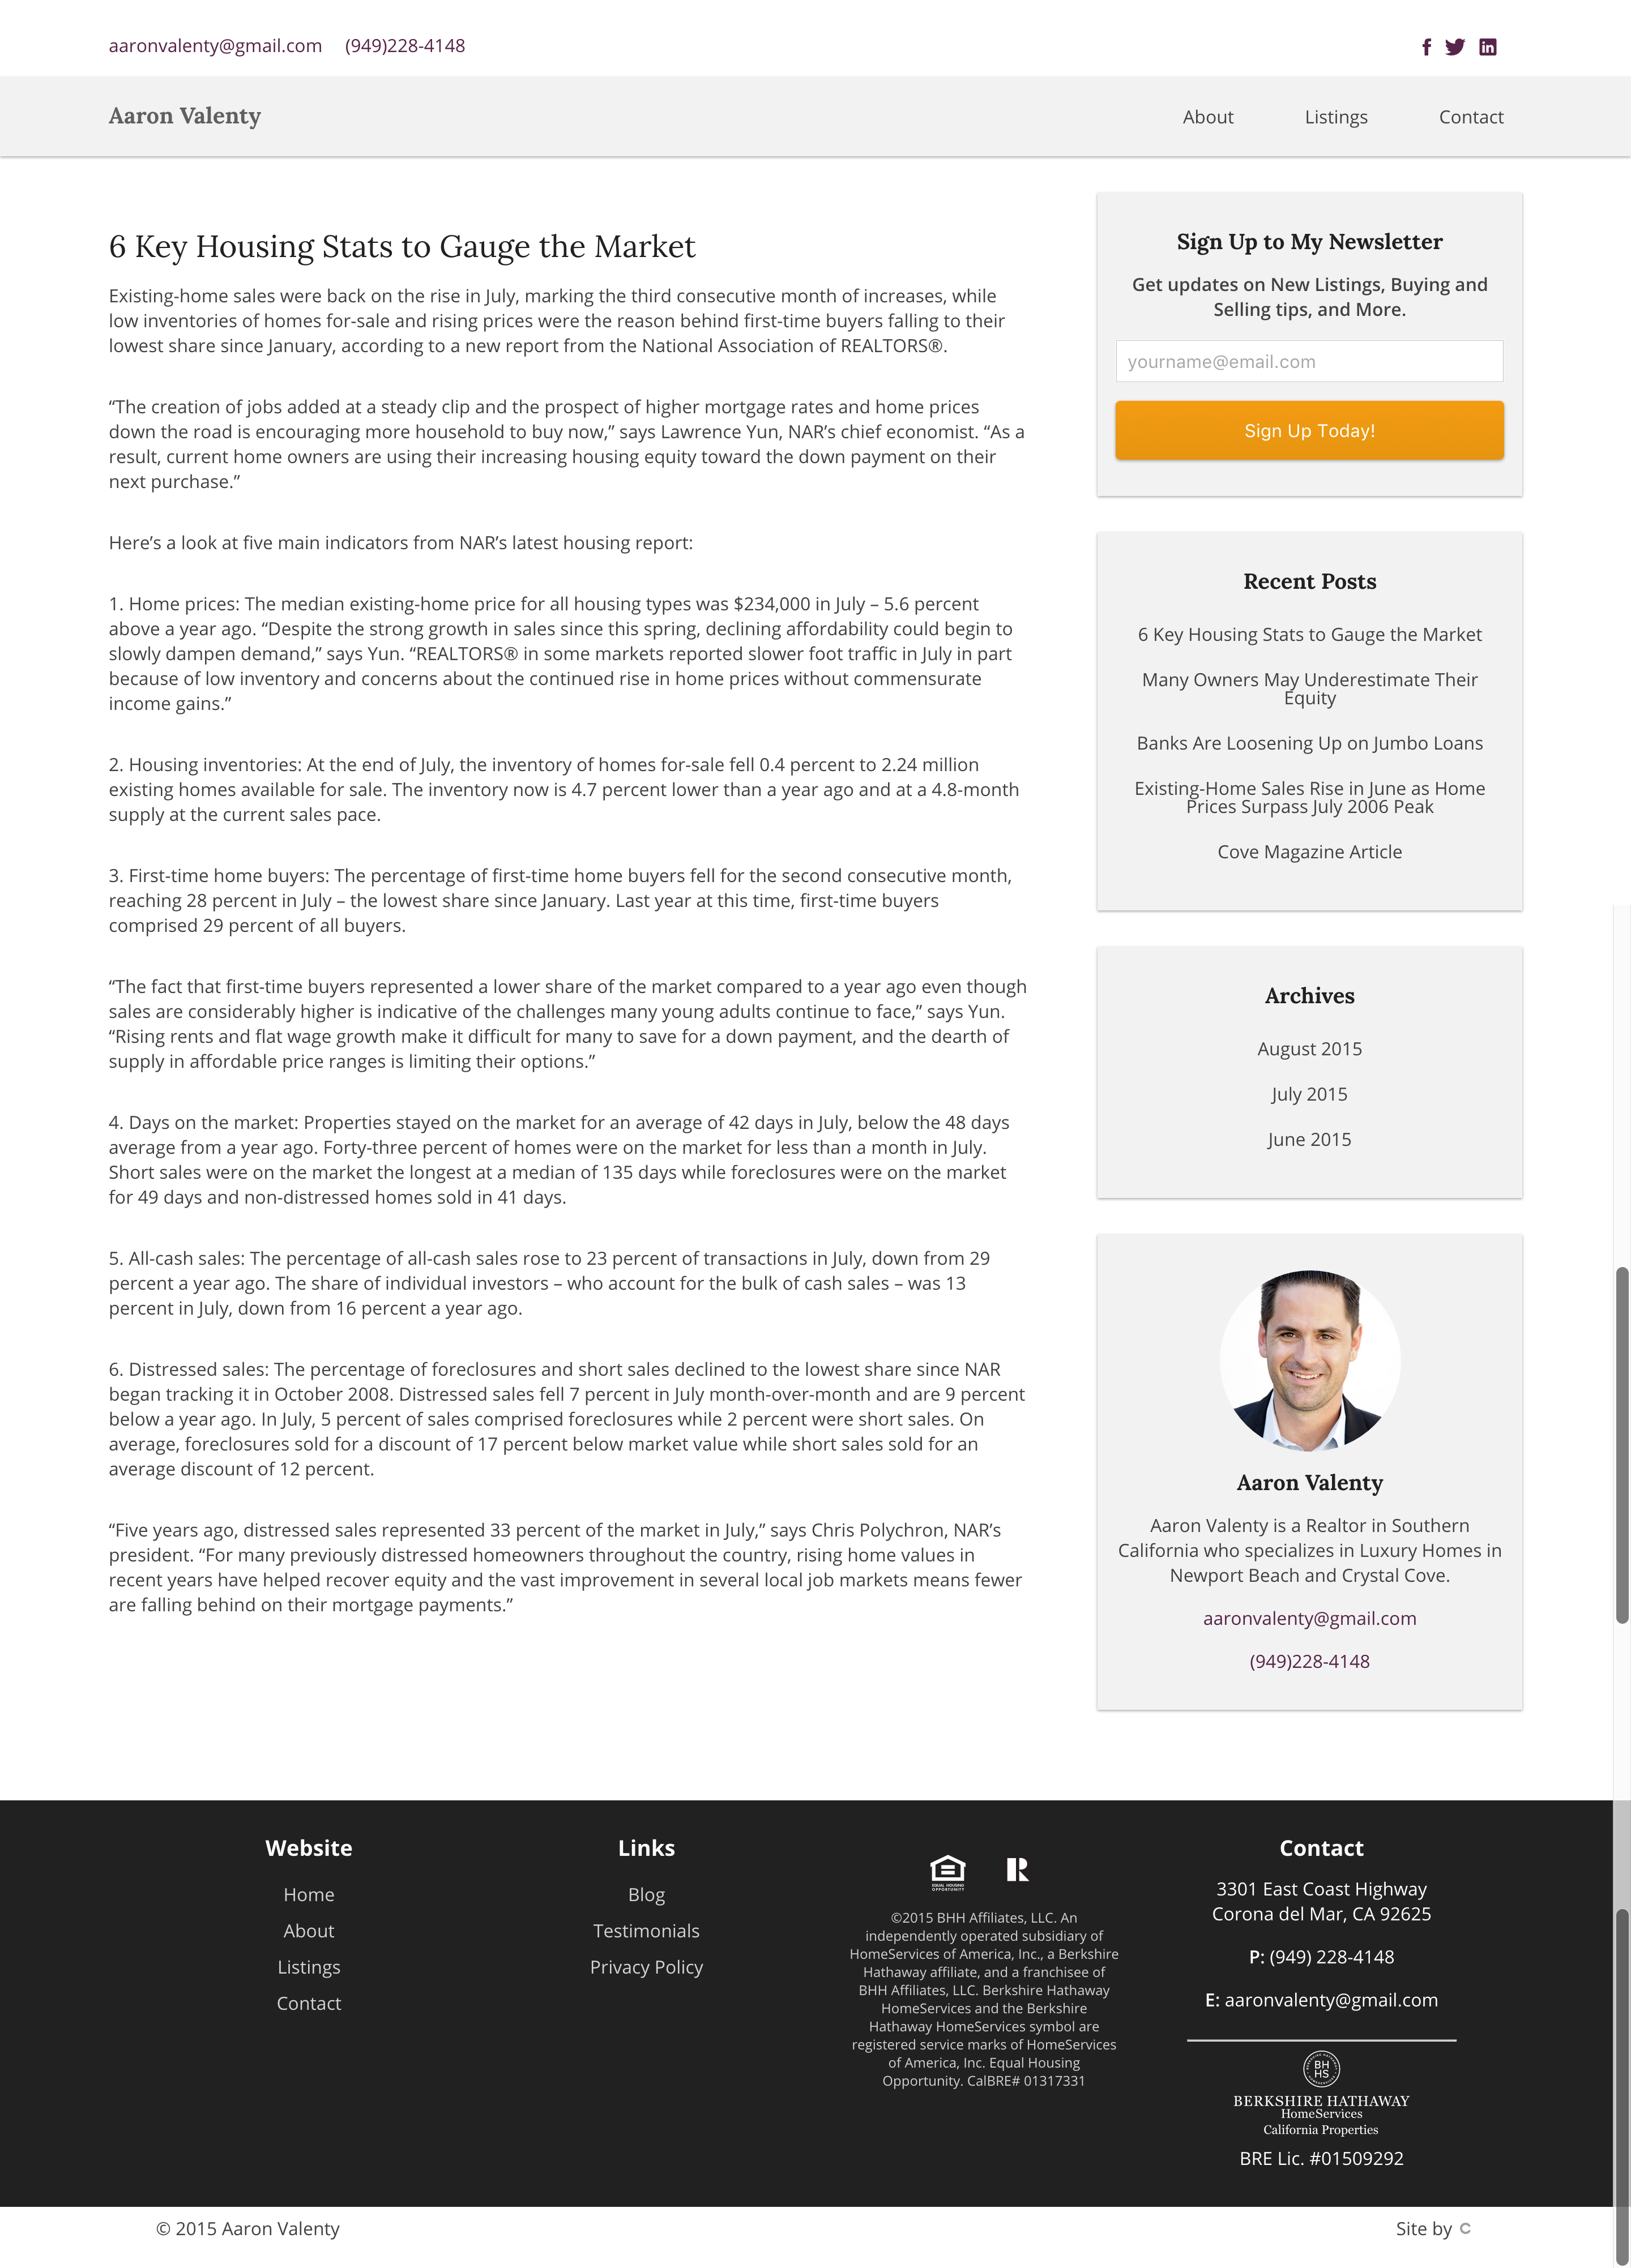 aaronvalenty@gmail.com (949)228-4148
Aaron Valenty
About Listings Contact
6 Key Housing Stats to Gauge the Market
Existing-home sales were back on the rise in July, marking the third consecutive month of increases, while
low inventories of homes for-sale and rising prices were the reason behind first-time buyers falling to their
lowest share since January, according to a new report from the National Association of REALTORS®.
“The creation of jobs added at a steady clip and the prospect of higher mortgage rates and home prices
down the road is encouraging more household to buy now,” says Lawrence Yun, NAR’s chief economist. “As a
result, current home owners are using their increasing housing equity toward the down payment on their
next purchase.”
Here’s a look at five main indicators from NAR’s latest housing report:
1. Home prices: The median existing-home price for all housing types was $234,000 in July – 5.6 percent
above a year ago. “Despite the strong growth in sales since this spring, declining affordability could begin to
slowly dampen demand,” says Yun. “REALTORS® in some markets reported slower foot traffic in July in part
because of low inventory and concerns about the continued rise in home prices without commensurate
income gains.”
2. Housing inventories: At the end of July, the inventory of homes for-sale fell 0.4 percent to 2.24 million
existing homes available for sale. The inventory now is 4.7 percent lower than a year ago and at a 4.8-month
supply at the current sales pace.
3. First-time home buyers: The percentage of first-time home buyers fell for the second consecutive month,
reaching 28 percent in July – the lowest share since January. Last year at this time, first-time buyers
comprised 29 percent of all buyers.
“The fact that first-time buyers represented a lower share of the market compared to a year ago even though
sales are considerably higher is indicative of the challenges many young adults continue to face,” says Yun.
“Rising rents and flat wage growth make it difficult for many to save for a down payment, and the dearth of
supply in affordable price ranges is limiting their options.”
4. Days on the market: Properties stayed on the market for an average of 42 days in July, below the 48 days
average from a year ago. Forty-three percent of homes were on the market for less than a month in July.
Short sales were on the market the longest at a median of 135 days while foreclosures were on the market
for 49 days and non-distressed homes sold in 41 days.
5. All-cash sales: The percentage of all-cash sales rose to 23 percent of transactions in July, down from 29
percent a year ago. The share of individual investors – who account for the bulk of cash sales – was 13
percent in July, down from 16 percent a year ago.
6. Distressed sales: The percentage of foreclosures and short sales declined to the lowest share since NAR
began tracking it in October 2008. Distressed sales fell 7 percent in July month-over-month and are 9 percent
below a year ago. In July, 5 percent of sales comprised foreclosures while 2 percent were short sales. On
average, foreclosures sold for a discount of 17 percent below market value while short sales sold for an
average discount of 12 percent.
“Five years ago, distressed sales represented 33 percent of the market in July,” says Chris Polychron, NAR’s
president. “For many previously distressed homeowners throughout the country, rising home values in
recent years have helped recover equity and the vast improvement in several local job markets means fewer
are falling behind on their mortgage payments.”
Sign Up to My Newsletter
Get updates on New Listings, Buying and
Selling tips, and More.
yourname@email.com
Sign Up Today!
Recent Posts
6 Key Housing Stats to Gauge the Market
Many Owners May Underestimate Their
Equity
Banks Are Loosening Up on Jumbo Loans
Existing-Home Sales Rise in June as Home
Prices Surpass July 2006 Peak
Cove Magazine Article
Archives
August 2015
July 2015
June 2015
Aaron Valenty
Aaron Valenty is a Realtor in Southern
California who specializes in Luxury Homes in
Newport Beach and Crystal Cove.
aaronvalenty@gmail.com
(949)228-4148
Website
Home
About
Listings
Contact
Links
Blog
Testimonials
Privacy Policy
EQUAL HOUSING
OPPORTUNITY
R
©2015 BHH Affiliates, LLC. An
independently operated subsidiary of
HomeServices of America, Inc., a Berkshire
Hathaway affiliate, and a franchisee of
BHH Affiliates, LLC. Berkshire Hathaway
HomeServices and the Berkshire
Hathaway HomeServices symbol are
registered service marks of HomeServices
of America, Inc. Equal Housing
Opportunity. CalBRE# 01317331
Contact
3301 East Coast Highway
Corona del Mar, CA 92625
P: (949) 228-4148
E: aaronvalenty@gmail.com
BH
HS
BERKSHIRE HATHAWAY
HomeServices
California Properties
BRE Lic. #01509292
© 2015 Aaron Valenty
Site by C